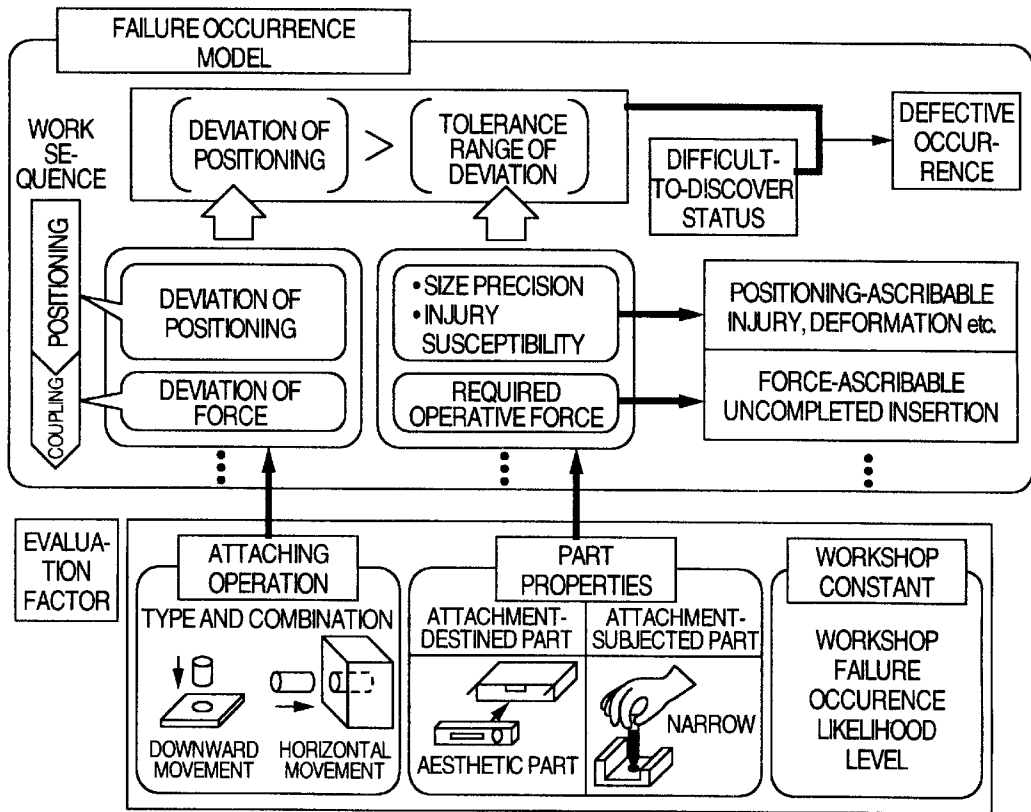 FAILURE OCCURRENCE
MODEL
WORK
SE-
QUENCE
POSITIONING
COUPLING
DEVIATION OF
POSITIONING
>
TOLERANCE
RANGE OF
DEVIATION
DIFFICULT-
TO-DISCOVER
STATUS
DEFECTIVE
OCCUR-
RENCE
DEVIATION OF
POSITIONING
DEVIATION OF
FORCE
• SIZE PRECISION
• INJURY
SUSCEPTIBILITY
REQUIRED
OPERATIVE FORCE
POSITIONING-ASCRIBABLE
INJURY, DEFORMATION etc.
FORCE-ASCRIBABLE
UNCOMPLETED INSERTION
EVALUA-
TION
FACTOR
ATTACHING
OPERATION
TYPE AND COMBINATION
DOWNWARD
MOVEMENT
HORIZONTAL
MOVEMENT
PART
PROPERTIES
ATTACHMENT-
DESTINED PART
AESTHETIC PART
ATTACHMENT-
SUBJECTED PART
NARROW
WORKSHOP
CONSTANT
WORKSHOP
FAILURE
OCCURENCE
LIKELIHOOD
LEVEL